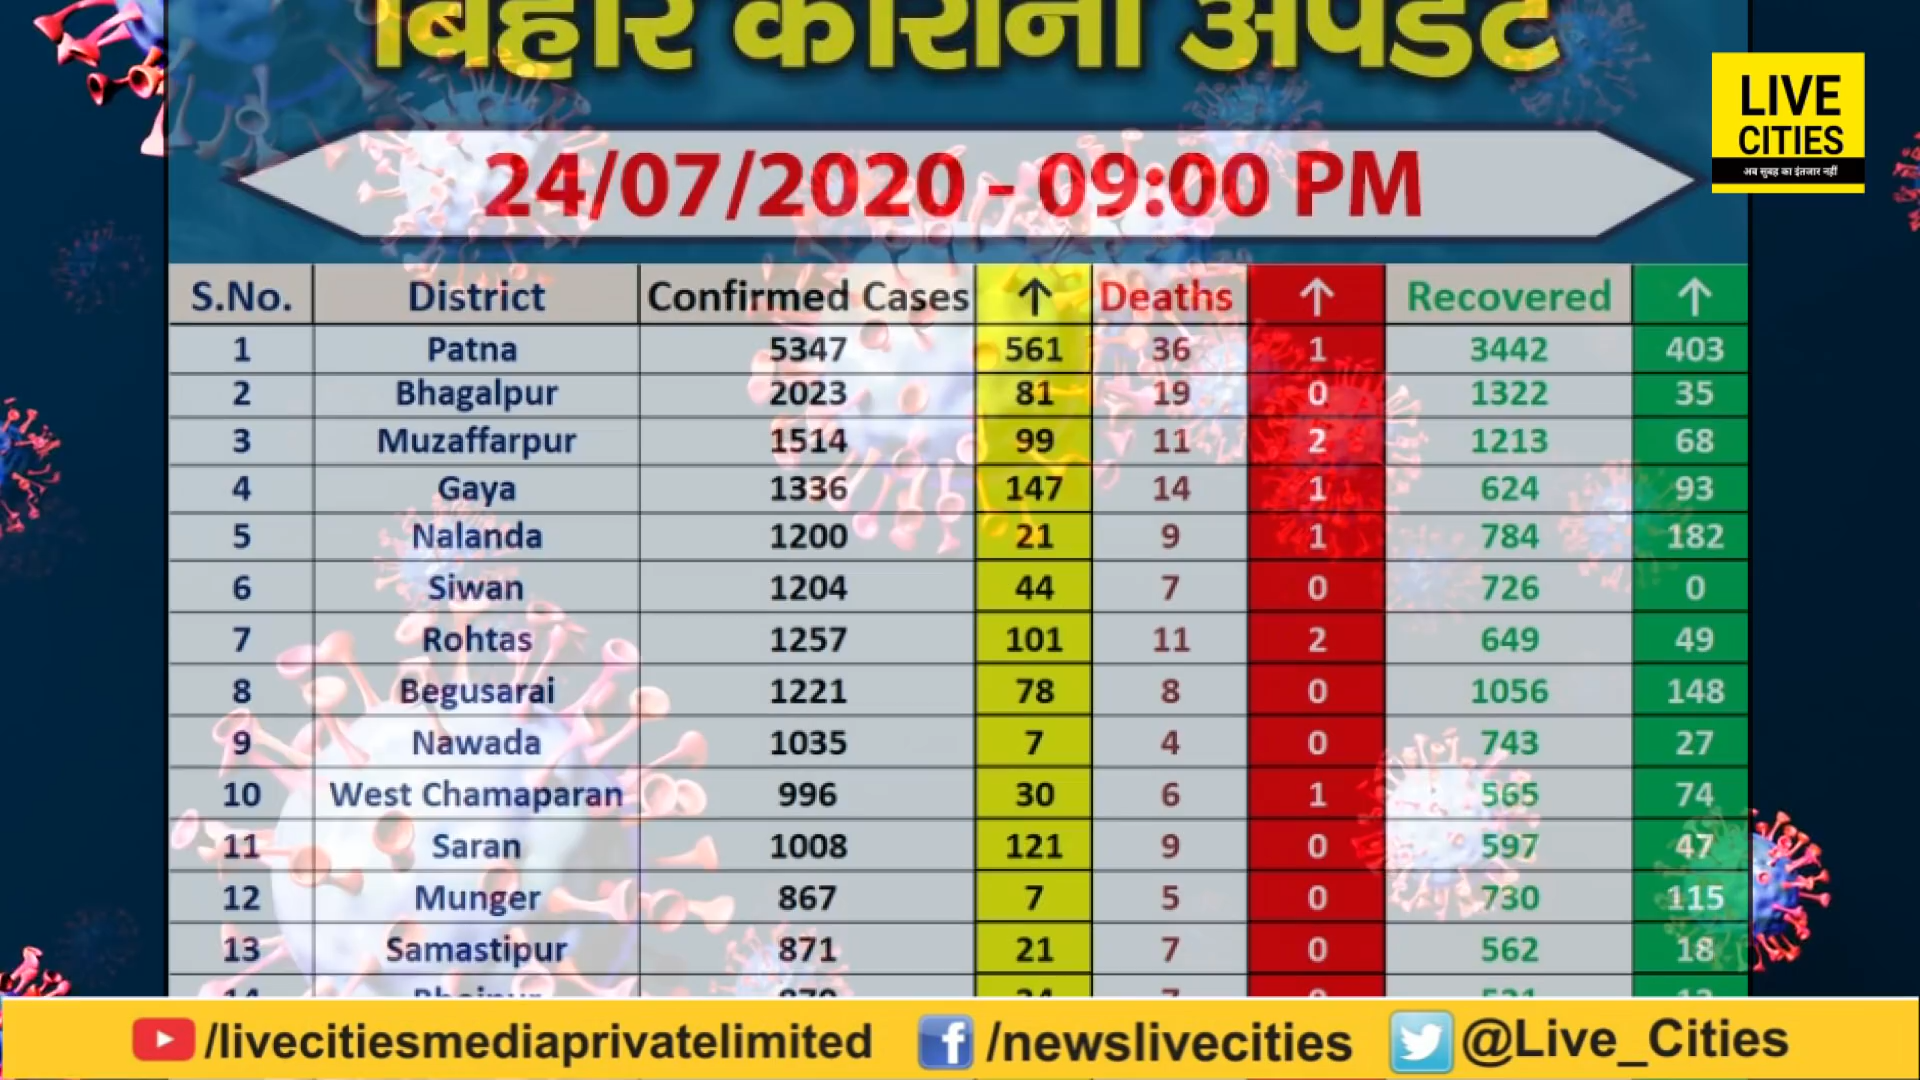 बिहार कोरोना अपडेट
LIVE
CITIES
अब सुबह का इंतजार नहीं
24/07/2020 - 09:00 PM
S.No. District Confirmed Cases ↑ Deaths ↑ Recovered ↑
1 Patna 5347 561 36 1 3442 403
2 Bhagalpur 2023 81 19 0 1322 35
3 Muzaffarpur 1514 99 11 2 1213 68
4 Gaya 1336 147 14 1 624 93
5 Nalanda 1200 21 9 1 784 182
6 Siwan 1204 44 7 0 726 0
7 Rohtas 1257 101 11 2 649 49
8 Begusarai 1221 78 8 0 1056 148
9 Nawada 1035 7 4 0 743 27
10 West Chamaparan 996 30 6 1 565 74
11 Saran 1008 121 9 0 597 47
12 Munger 867 7 5 0 730 115
13 Samastipur 871 21 7 0 562 18
/livecitiesmediaprivatelimited /newslivecities @Live_Cities